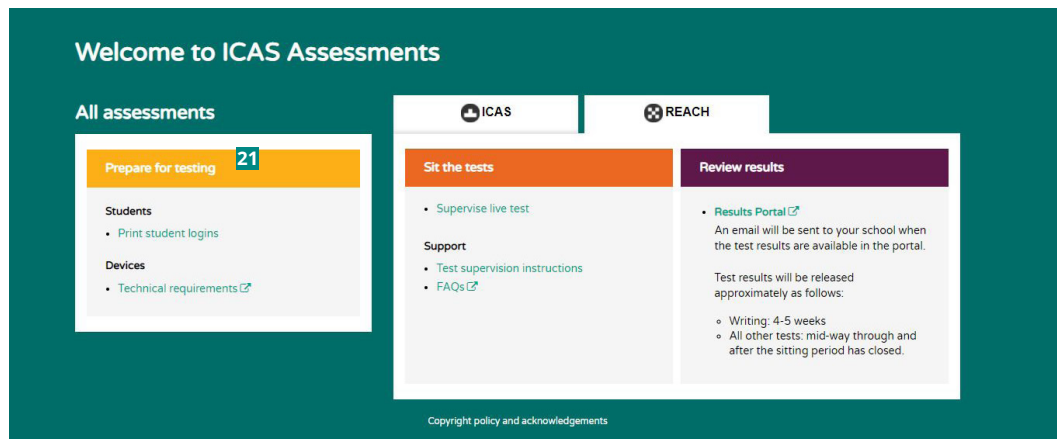 Welcome to ICAS Assessments
All assessments
ICAS
REACH
Prepare for testing
21
Students
• Print student logins
Devices
• Technical requirements
Sit the tests
• Supervise live test
Support
• Test supervision instructions
• FAQs
Review results
• Results Portal
An email will be sent to your school when
the test results are available in the portal.
Test results will be released
approximately as follows:
◦ Writing: 4-5 weeks
◦ All other tests: mid-way through and
after the sitting period has closed.
Copyright policy and acknowledgements